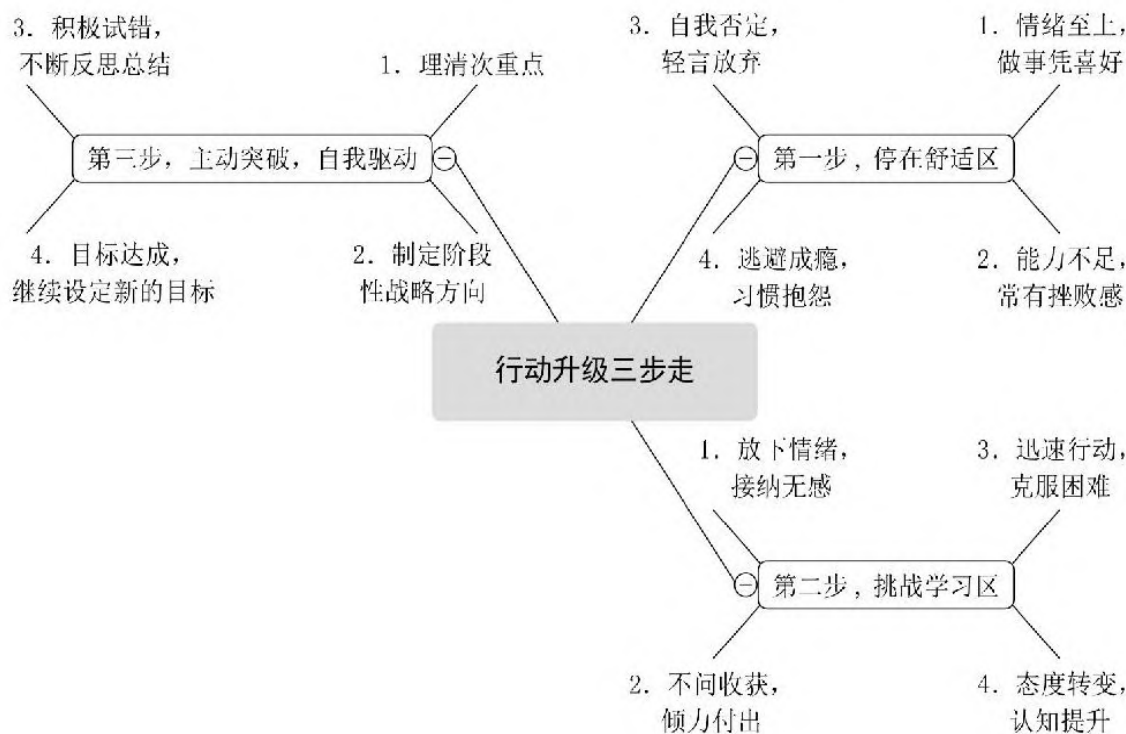 3. 积极试错，
不断反思总结
1. 理清次重点
第三步，主动突破，自我驱动
4. 目标达成，
继续设定新的目标
2. 制定阶段
性战略方向
3. 自我否定，
轻言放弃
1. 情绪至上，
做事凭喜好
第一步，停在舒适区
4. 逃避成瘾，
习惯抱怨
2. 能力不足，
常有挫败感
行动升级三步走
1. 放下情绪，
接纳无感
3. 迅速行动，
克服困难
第二步，挑战学习区
2. 不问收获，
倾力付出
4. 态度转变，
认知提升